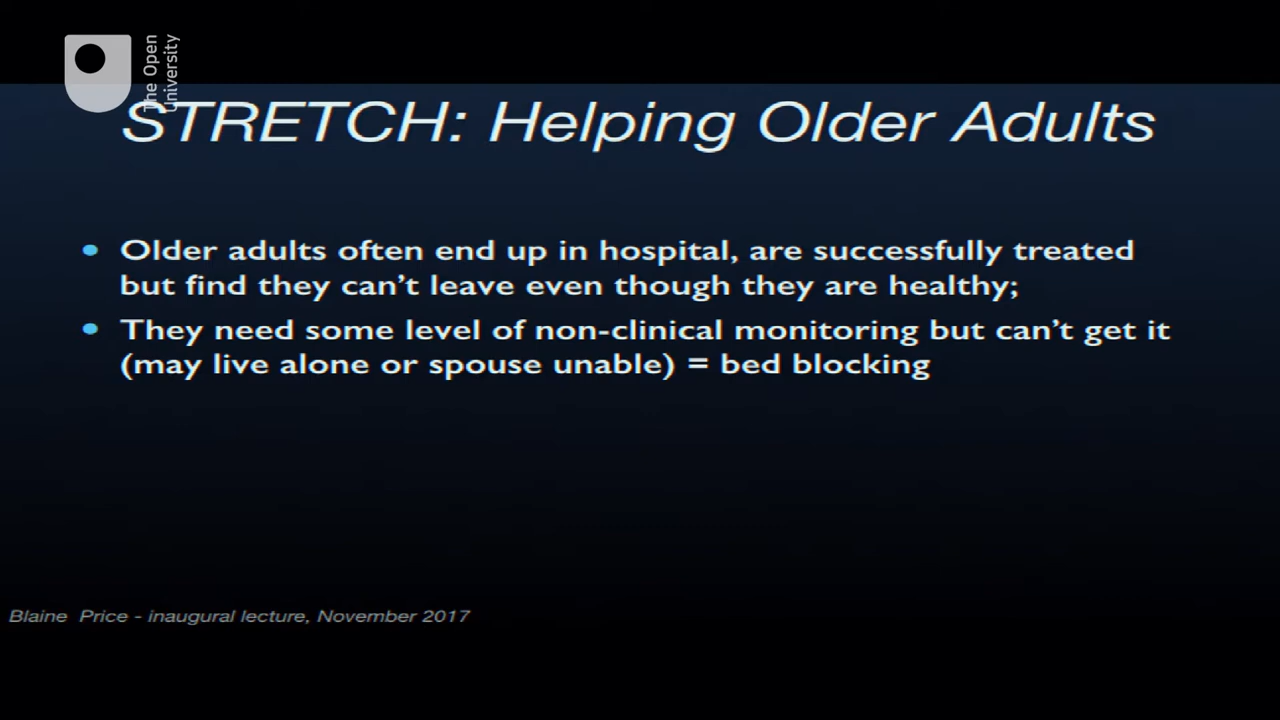 The Open
University
STRETCH: Helping Older Adults
• Older adults often end up in hospital, are successfully treated
but find they can't leave even though they are healthy;
• They need some level of non-clinical monitoring but can't get it
(may live alone or spouse unable) = bed blocking
Blaine Price - inaugural lecture, November 2017